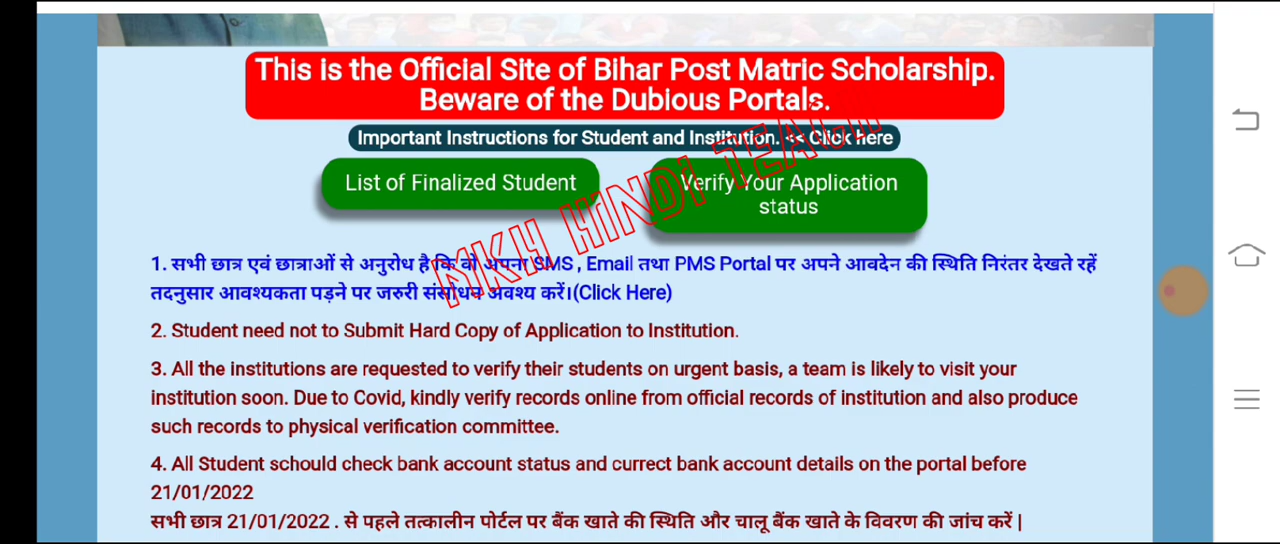 This is the Official Site of Bihar Post Matric Scholarship.
Beware of the Dubious Portals.
Important Instructions for Student and Institution. << Click here
List of Finalized Student
Verify Your Application
status
MKH HINDI TEACH
1. सभी छात्र एवं छात्राओं से अनुरोध है कि वो अपना SMS , Email तथा PMS Portal पर अपने आवदेन की स्थिति निरंतर देखते रहें
तदनुसार आवश्यकता पड़ने पर जरुरी संसोधन अवश्य करें।(Click Here)
2. Student need not to Submit Hard Copy of Application to Institution.
3. All the institutions are requested to verify their students on urgent basis, a team is likely to visit your
institution soon. Due to Covid, kindly verify records online from official records of institution and also produce
such records to physical verification committee.
4. All Student schould check bank account status and currect bank account details on the portal before
21/01/2022
सभी छात्र 21/01/2022 . से पहले तत्कालीन पोर्टल पर बैंक खाते की स्थिति और चालू बैंक खाते के विवरण की जांच करें |